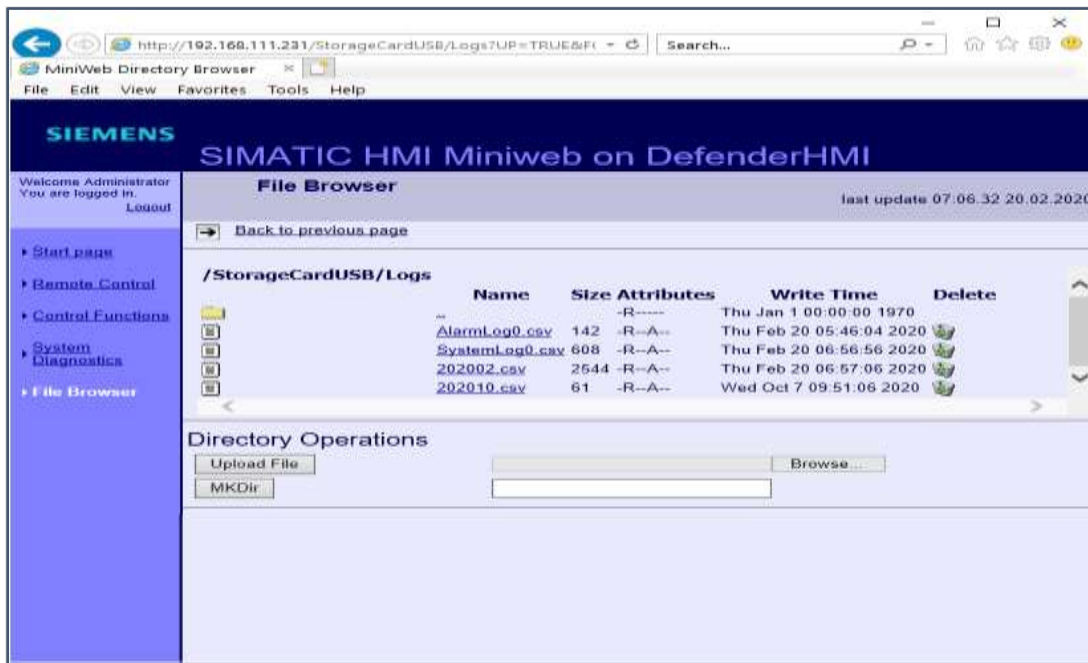 http://192.168.111.231/StorageCardUSB/Logs?UP=TRUE&F(
Search...
MiniWeb Directory Browser
File Edit View Favorites Tools Help
SIEMENS
SIMATIC HMI Miniweb on DefenderHMI
Welcome Administrator
You are logged in.
Logout
File Browser
last update 07:06:32 20.02.2020
Back to previous page
Start page
Remote Control
Control Functions
System
Diagnostics
File Browser
/StorageCardUSB/Logs
Name Size Attributes Write Time Delete
.. -R----- Thu Jan 1 00:00:00 1970
AlarmLog0.csv 142 -R--A-- Thu Feb 20 05:46:04 2020
SystemLog0.csv 608 -R--A-- Thu Feb 20 06:56:56 2020
202002.csv 2544 -R--A-- Thu Feb 20 06:57:06 2020
202010.csv 61 -R--A-- Wed Oct 7 09:51:06 2020
Directory Operations
Upload File Browse...
MKDir